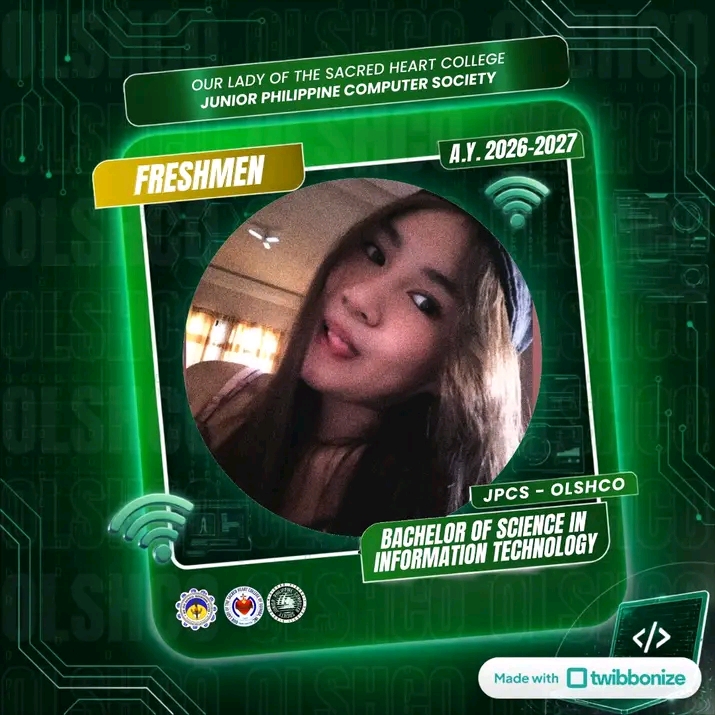 OUR LADY OF THE SACRED HEART COLLEGE
JUNIOR PHILIPPINE COMPUTER SOCIETY
FRESHMEN
A.Y. 2026-2027
JPCS - OLSHCO
BACHELOR OF SCIENCE IN
INFORMATION TECHNOLOGY
</>
Made with twibbonize